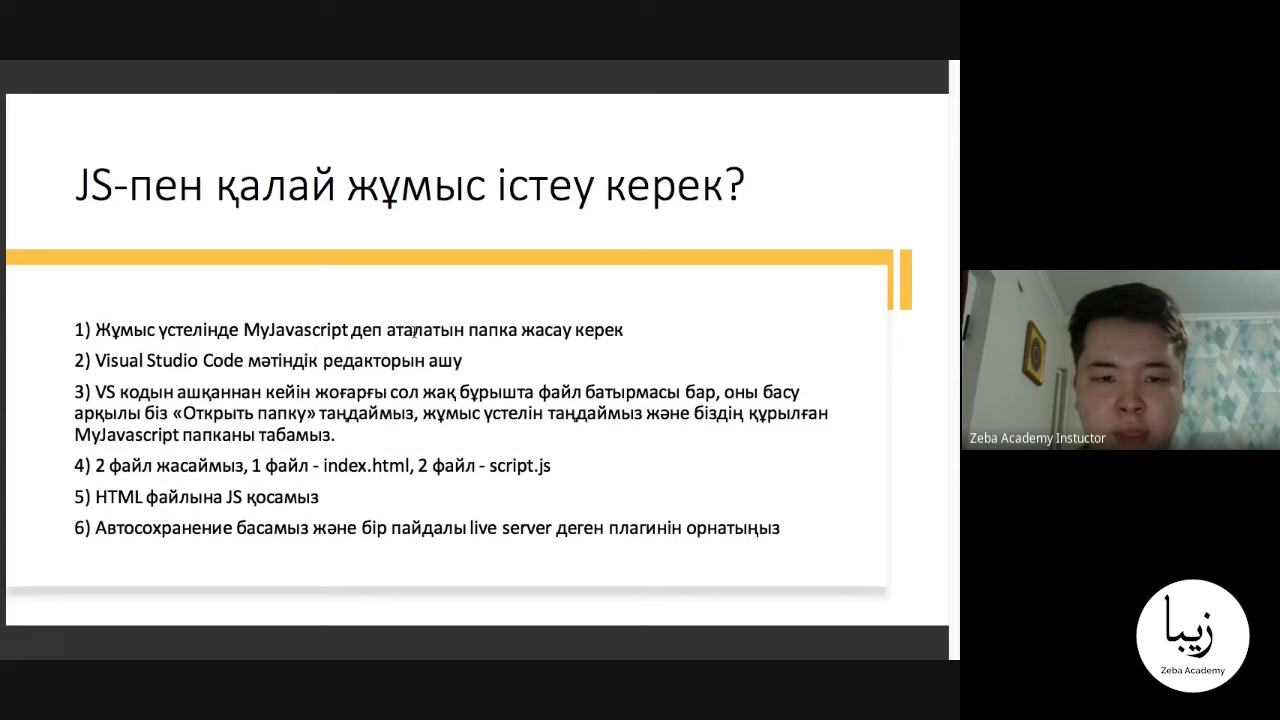 JS-пен қалай жұмыс істеу керек?
1) Жұмыс үстелінде MyJavascript деп аталатын папка жасау керек
2) Visual Studio Code мәтіндік редакторын ашу
3) VS кодын ашқаннан кейін жоғарғы сол жақ бұрышта файл батырмасы бар, оны басу
арқылы біз «Открыть папку» таңдаймыз, жұмыс үстелін таңдаймыз және біздің құрылған
MyJavascript папканы табамыз.
4) 2 файл жасаймыз, 1 файл - index.html, 2 файл - script.js
5) HTML файлына JS қосамыз
6) Автосохранение басамыз және бір пайдалы live server деген плагинін орнатыңыз
Zeba Academy Instuctor
زيبا
Zeba Academy